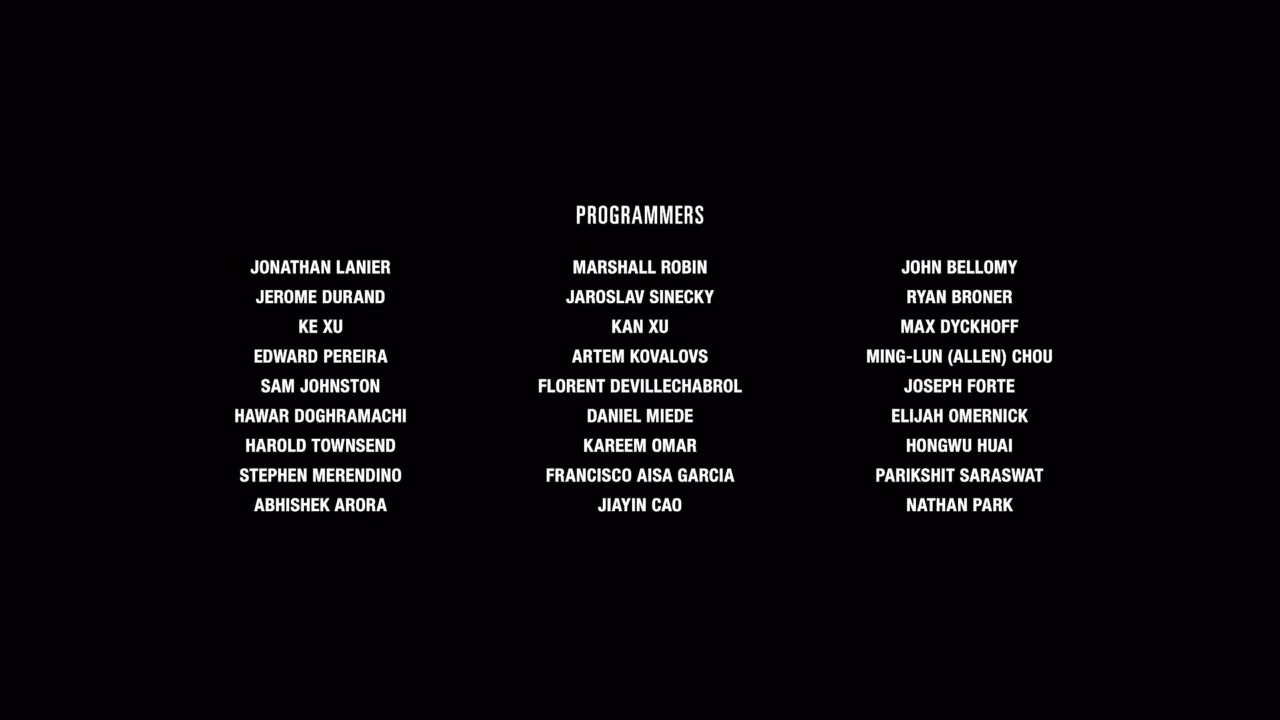 PROGRAMMERS
JONATHAN LANIER MARSHALL ROBIN JOHN BELLOMY
JEROME DURAND JAROSLAV SINECKY RYAN BRONER
KE XU KAN XU MAX DYCKHOFF
EDWARD PEREIRA ARTEM KOVALOVS MING-LUN (ALLEN) CHOU
SAM JOHNSTON FLORENT DEVILLECHABROL JOSEPH FORTE
HAWAR DOGHRAMACHI DANIEL MIEDE ELIJAH OMERNICK
HAROLD TOWNSEND KAREEM OMAR HONGWU HUAI
STEPHEN MERENDINO FRANCISCO AISA GARCIA PARIKSHIT SARASWAT
ABHISHEK ARORA JIAYIN CAO NATHAN PARK